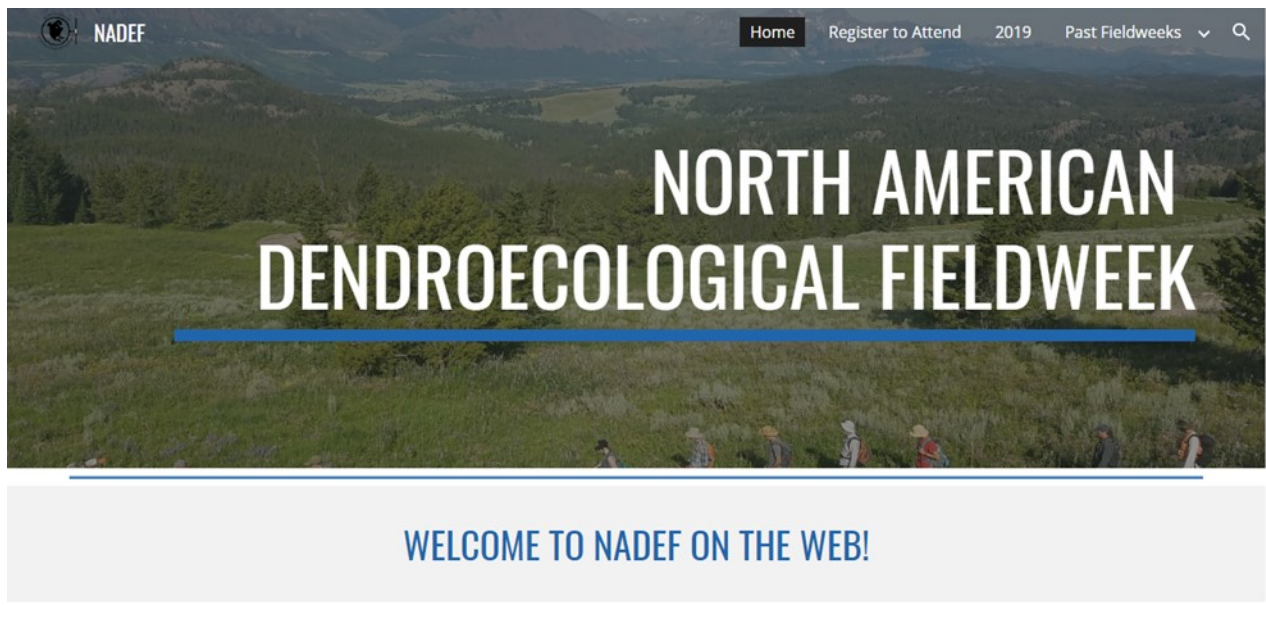 NADEF
Home Register to Attend 2019 Past Fieldweeks
NORTH AMERICAN
DENDROECOLOGICAL FIELDWEEK
WELCOME TO NADEF ON THE WEB!